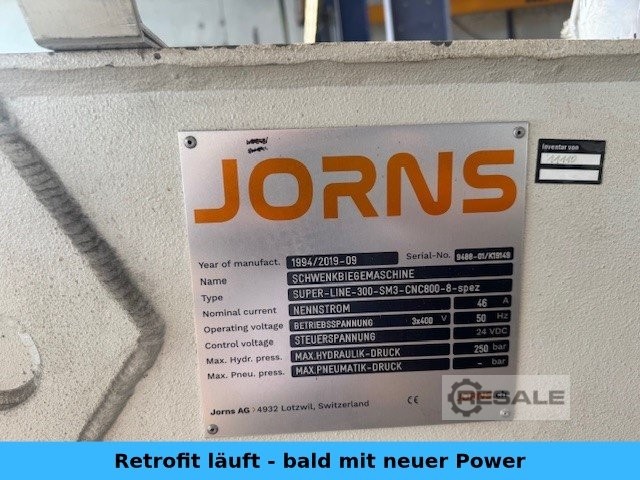 JORNS
Inventar von
11110
Year of manufact. 1994/2019-09 Serial-No. 9488-01/K19149
Name SCHWENKBIEGEMASCHINE
Type SUPER-LINE-300-SM3-CNC800-8-spez
Nominal current NENNSTROM 46 A
Operating voltage BETRIEBSSPANNUNG 3x400 V 50 Hz
Control voltage STEUERSPANNUNG 24 VDC
Max. Hydr. press. MAX.HYDRAULIK-DRUCK 250 bar
Max. Pneu. press. MAX.PNEUMATIK-DRUCK - bar
Jorns AG > 4932 Lotzwil, Switzerland CE
RESALE
Retrofit läuft - bald mit neuer Power